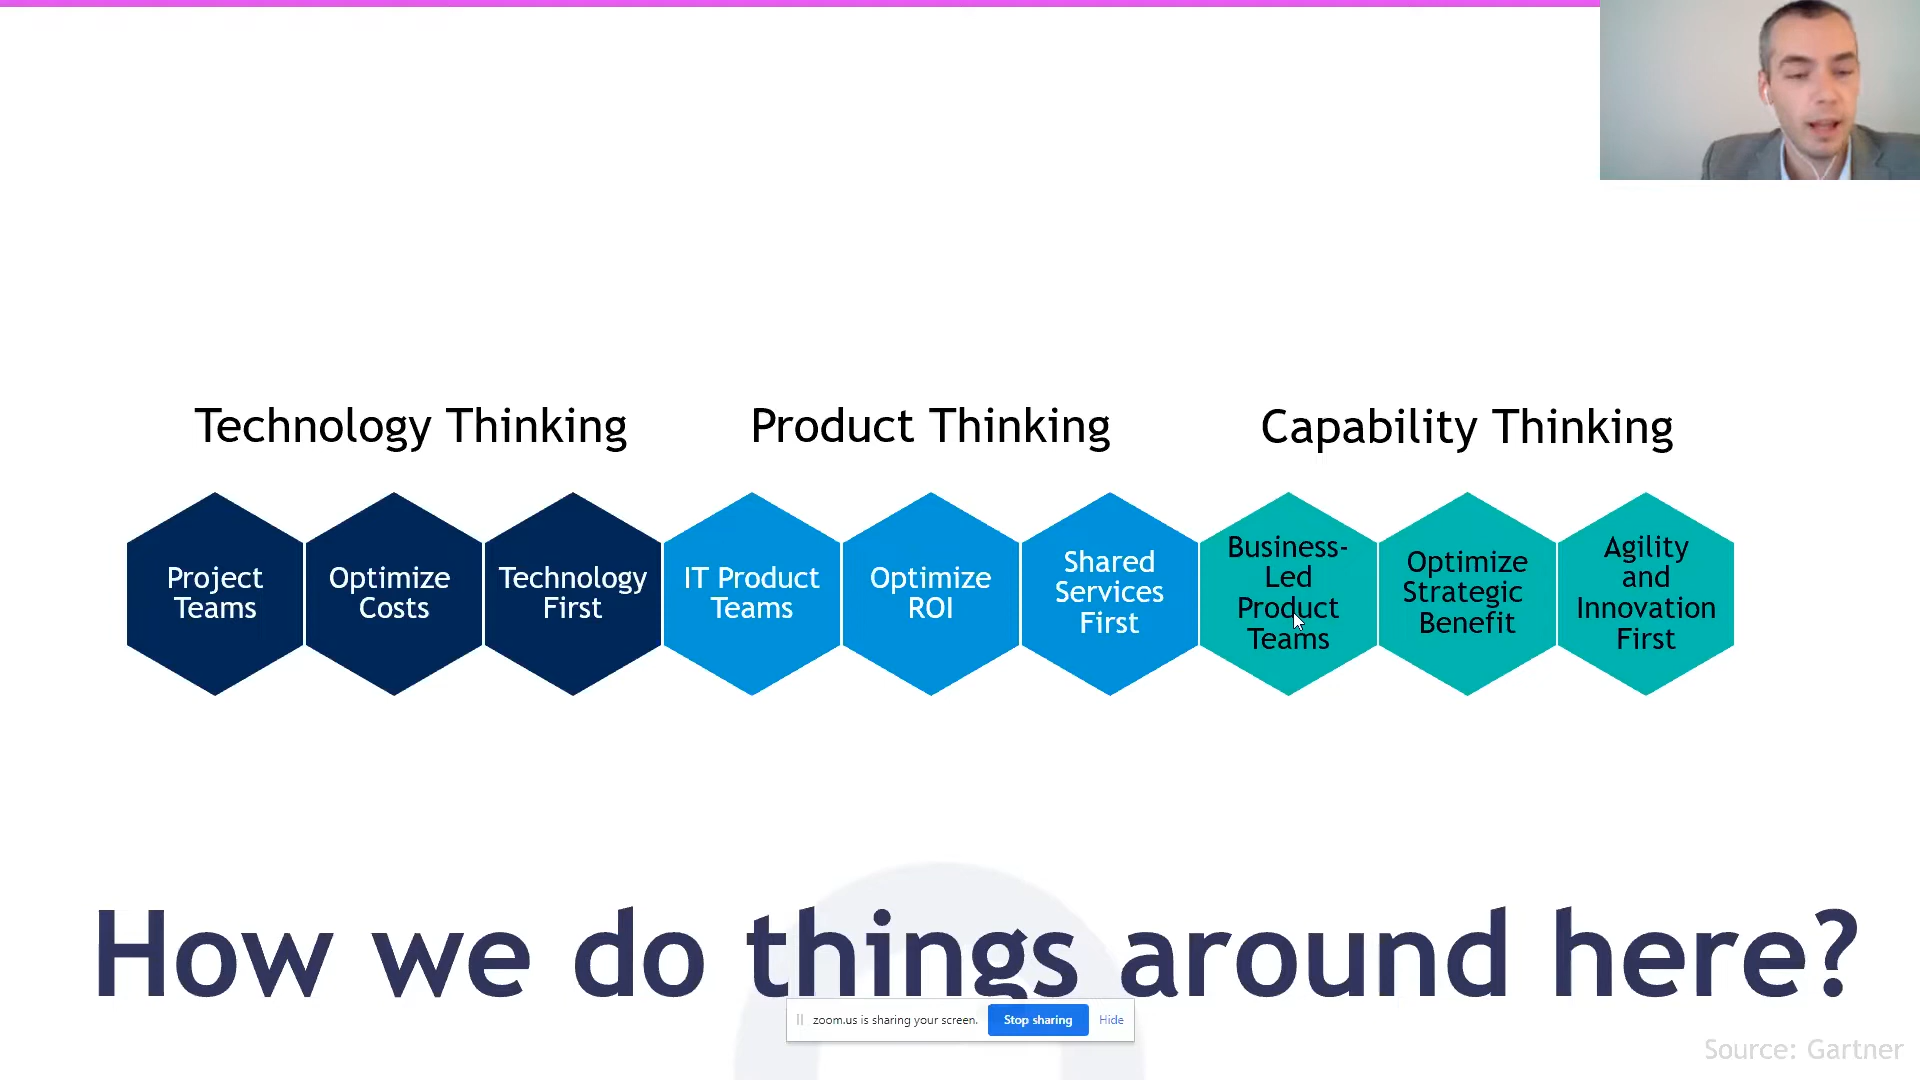 Technology Thinking
Product Thinking
Capability Thinking
Project
Teams
Optimize
Costs
Technology
First
IT Product
Teams
Optimize
ROI
Shared
Services
First
Business-
Led
Product
Teams
Optimize
Strategic
Benefit
Agility
and
Innovation
First
How we do things around here?
zoom.us is sharing your screen.
Stop sharing
Hide
Source: Gartner